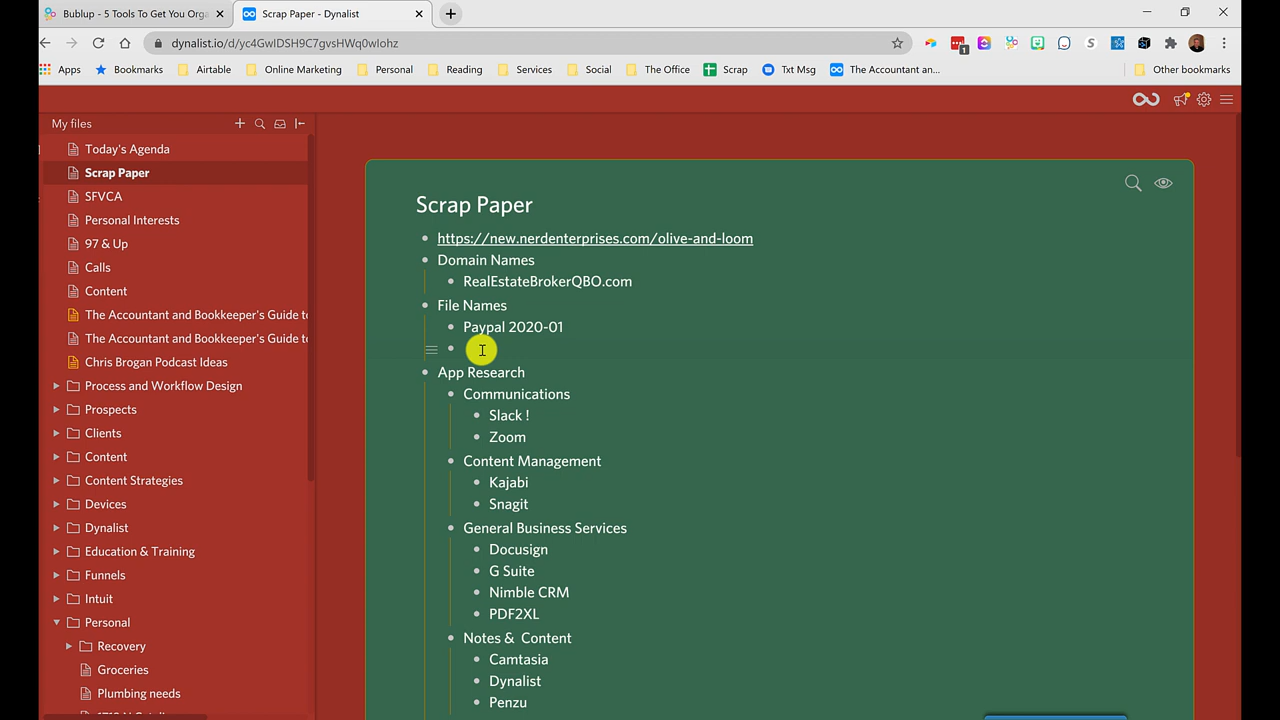 Bublup - 5 Tools To Get You Orga
Scrap Paper - Dynalist
dynalist.io/d/yc4GwIDSH9C7gvsHWq0wIohz
1
Apps
Bookmarks
Airtable
Online Marketing
Personal
Reading
Services
Social
The Office
Scrap
Txt Msg
The Accountant an...
Other bookmarks
My files
Today's Agenda
Scrap Paper
SFVCA
Personal Interests
97 & Up
Calls
Content
The Accountant and Bookkeeper's Guide to
The Accountant and Bookkeeper's Guide to
Chris Brogan Podcast Ideas
Process and Workflow Design
Prospects
Clients
Content
Content Strategies
Devices
Dynalist
Education & Training
Funnels
Intuit
Personal
Recovery
Groceries
Plumbing needs
Scrap Paper
https://new.nerdenterprises.com/olive-and-loom
Domain Names
RealEstateBrokerQBO.com
File Names
Paypal 2020-01
App Research
Communications
Slack !
Zoom
Content Management
Kajabi
Snagit
General Business Services
Docusign
G Suite
Nimble CRM
PDF2XL
Notes & Content
Camtasia
Dynalist
Penzu